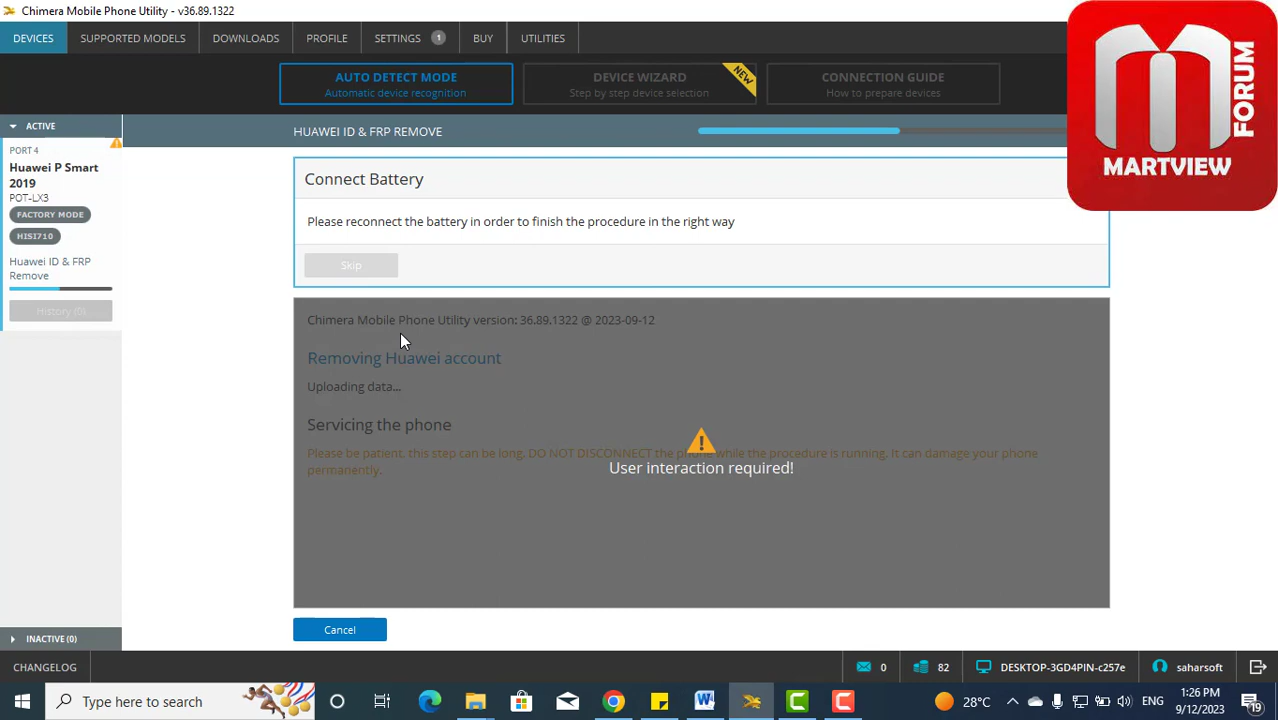 Chimera Mobile Phone Utility - v36.89.1322
DEVICES SUPPORTED MODELS DOWNLOADS PROFILE SETTINGS 1 BUY UTILITIES
AUTO DETECT MODE
Automatic device recognition
DEVICE WIZARD
Step by step device selection
NEW
CONNECTION GUIDE
How to prepare devices
MARTVIEW
FORUM
ACTIVE
PORT 4
Huawei P Smart
2019
POT-LX3
FACTORY MODE
HISI710
Huawei ID & FRP
Remove
History (0)
HUAWEI ID & FRP REMOVE
Connect Battery
Please reconnect the battery in order to finish the procedure in the right way
Skip
Chimera Mobile Phone Utility version: 36.89.1322 @ 2023-09-12
Removing Huawei account
Uploading data...
Servicing the phone
Please be patient, this step can be long. DO NOT DISCONNECT the phone while the procedure is running. It can damage your phone
permanently.
User interaction required!
Cancel
INACTIVE (0)
CHANGELOG
0 82 DESKTOP-3GD4PIN-c257e saharsoft
Type here to search
28°C
ENG
1:26 PM
9/12/2023
19